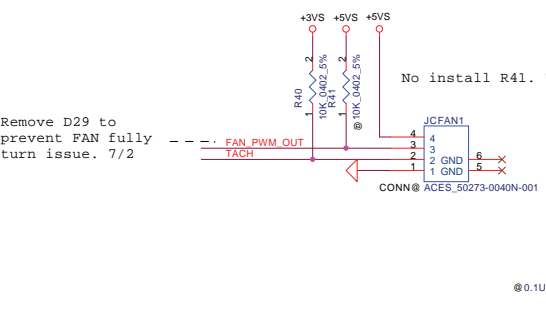 +3VS +5VS +5VS
R40
10K_0402_5%
R41
10K_0402_5%
2
1
2
1
@
No install R41.
Remove D29 to
prevent FAN fully
turn issue. 7/2
FAN_PWM_OUT
TACH
JCFAN1
4 4
3 3
2 2 GND 6
1 1 GND 5
CONN@ ACES_50273-0040N-001
@ 0.1U